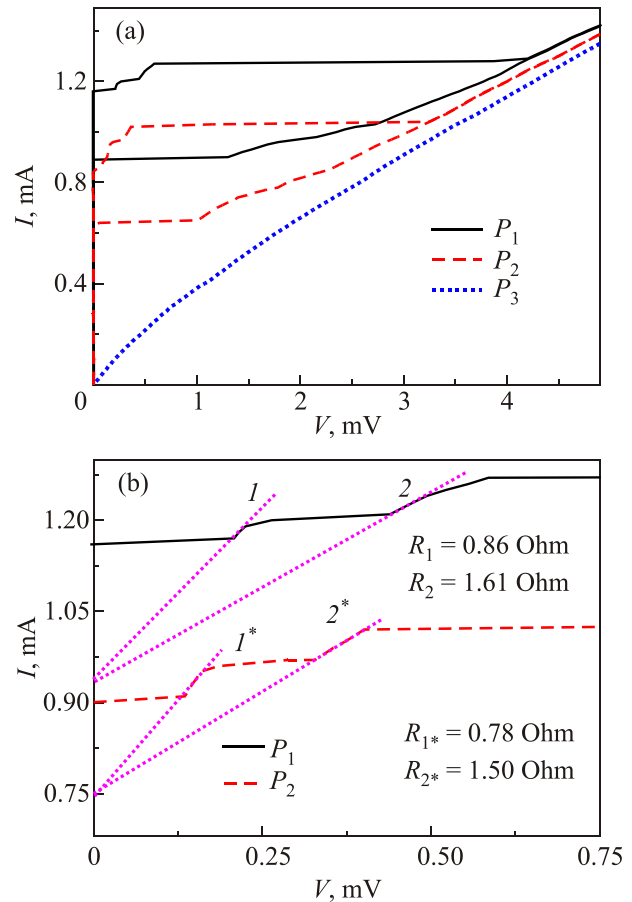 (a)
1.2
0.8
0.4
0
I, mA
P₁
P₂
P₃
0 1 2 3 4
V, mV
(b)
1 2
1.20
R₁ = 0.86 Ohm
R₂ = 1.61 Ohm
1.05
1* 2*
I, mA
0.90
P₁
P₂
R₁* = 0.78 Ohm
R₂* = 1.50 Ohm
0.75
0 0.25 0.50 0.75
V, mV